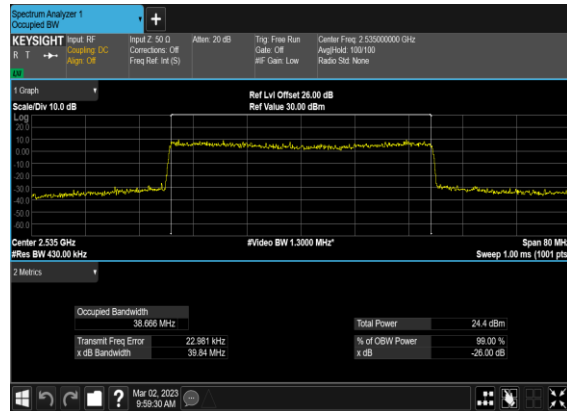 Spectrum Analyzer 1
Occupied BW
+
KEYSIGHT
R T
LV
Input: RF
Coupling: DC
Align: Off
Input Z: 50 Ω
Corrections: Off
Freq Ref: Int (S)
Atten: 20 dB
Trig: Free Run
Gate: Off
#IF Gain: Low
Center Freq: 2.535000000 GHz
Avg|Hold: 100/100
Radio Std: None
1 Graph
Scale/Div 10.0 dB
Ref Lvl Offset 26.00 dB
Ref Value 30.00 dBm
Log
20.0
10.0
0.00
-10.0
-20.0
-30.0
-40.0
-50.0
-60.0
Center 2.535 GHz
#Res BW 430.00 kHz
#Video BW 1.3000 MHz*
Span 80 MHz
Sweep 1.00 ms (1001 pts
2 Metrics
Occupied Bandwidth
38.666 MHz
Transmit Freq Error 22.981 kHz
x dB Bandwidth 39.84 MHz
Total Power 24.4 dBm
% of OBW Power 99.00 %
x dB -26.00 dB
?
Mar 02, 2023
9:59:30 AM